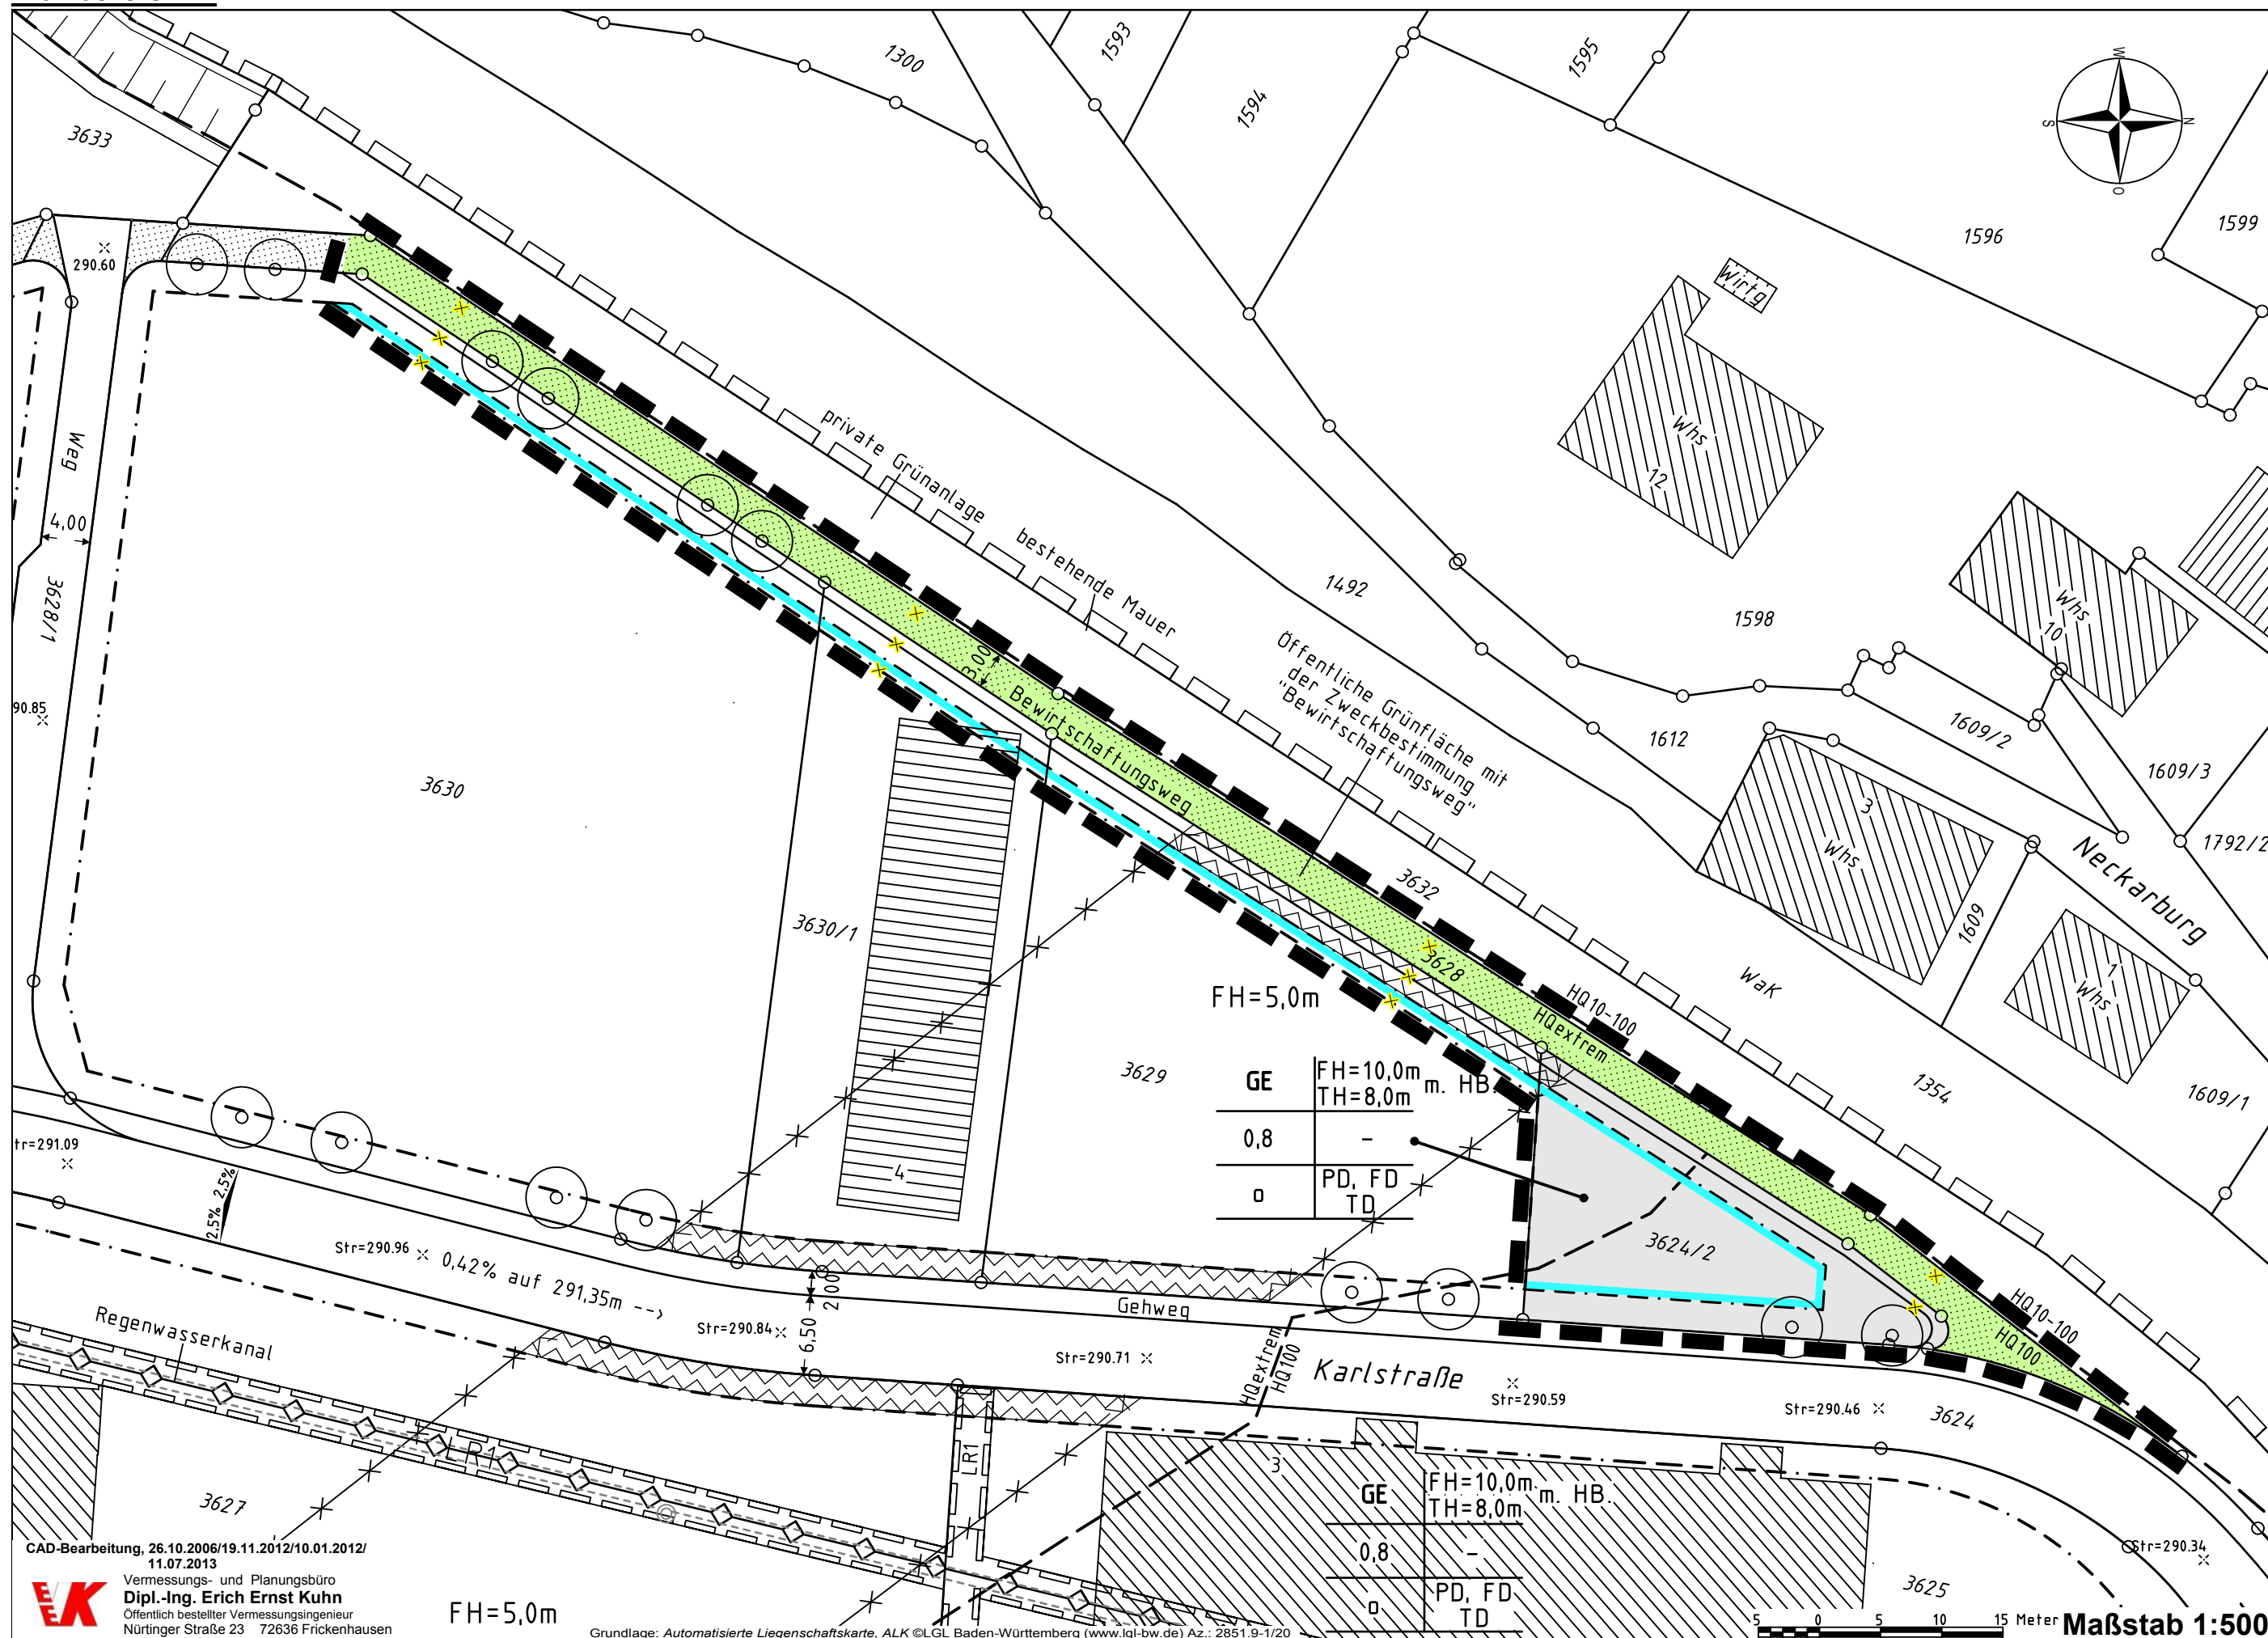 1300
1593
1594
1595
1596
1599
W
S
N
O
3633
290.60
Weg
4,00
3628/1
90.85
Wirtg
Whs
12
Whs
10
private Grünanlage
bestehende Mauer
1492
1598
Öffentliche Grünfläche mit
der Zweckbestimmung
"Bewirtschaftungsweg"
1612
1609/2
1609/3
1792/2
3,00
Bewirtschaftungsweg
3630
3630/1
3632
3
Whs
Neckarburg
1609
1
Whs
WaK
3628
HQ10-100
HQextrem
FH=5,0m
3629
GE
FH=10,0m
TH=8,0m
m. HB.
0,8
-
o
PD, FD
TD
1354
1609/1
4
3624/2
tr=291.09
2.5% 2.5%
Str=290.96
0,42% auf 291,35m -->
Regenwasserkanal
Str=290.84
2,00
6.50
Gehweg
Str=290.71
HQextrem
HQ100
Karlstraße
Str=290.59
Str=290.46
HQ10-100
HQ100
3624
LR1
LR1
3
3627
GE
FH=10,0m
TH=8,0m
m. HB.
0,8
-
o
PD, FD
TD
Str=290.34
3625
FH=5,0m
CAD-Bearbeitung, 26.10.2006/19.11.2012/10.01.2012/
11.07.2013
Vermessungs- und Planungsbüro
Dipl.-Ing. Erich Ernst Kuhn
Öffentlich bestellter Vermessungsingenieur
Nürtinger Straße 23 72636 Frickenhausen
Grundlage: Automatisierte Liegenschaftskarte, ALK ©LGL Baden-Württemberg (www.lgl-bw.de) Az.: 2851.9-1/20
5 0 5 10 15 Meter
Maßstab 1:500